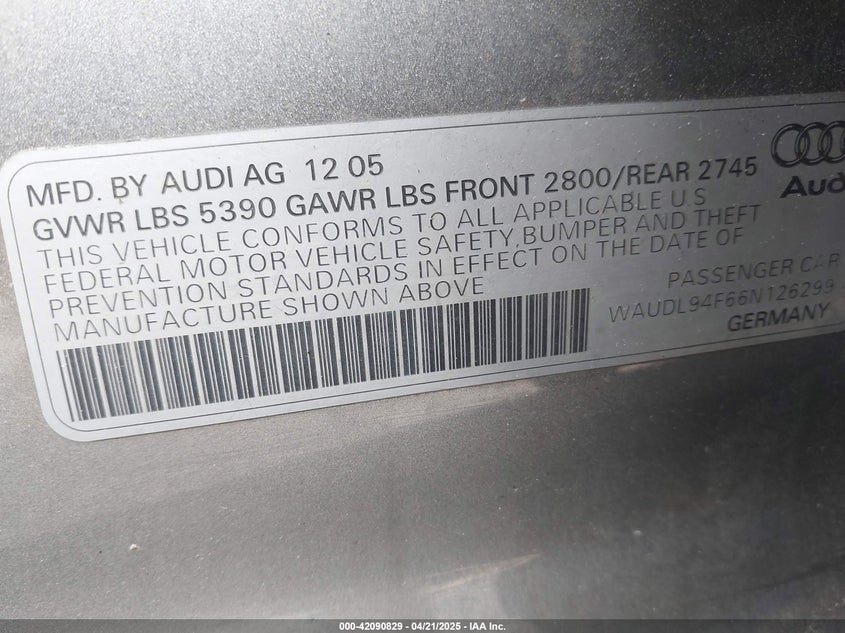 MFD. BY AUDI AG 12 05
GVWR LBS 5390 GAWR LBS FRONT 2800/REAR 2745
THIS VEHICLE CONFORMS TO ALL APPLICABLE U.S
FEDERAL MOTOR VEHICLE SAFETY,BUMPER AND THEFT
PREVENTION STANDARDS IN EFFECT ON THE DATE OF
MANUFACTURE SHOWN ABOVE
Aud
PASSENGER CAR
WAUDL94F66N126299
GERMANY
000-42090829 - 04/21/2025 - IAA Inc.